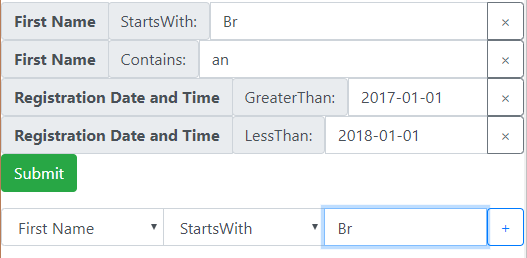 First Name StartsWith: Br ×
First Name Contains: an ×
Registration Date and Time GreaterThan: 2017-01-01 ×
Registration Date and Time LessThan: 2018-01-01 ×
Submit
First Name StartsWith Br +